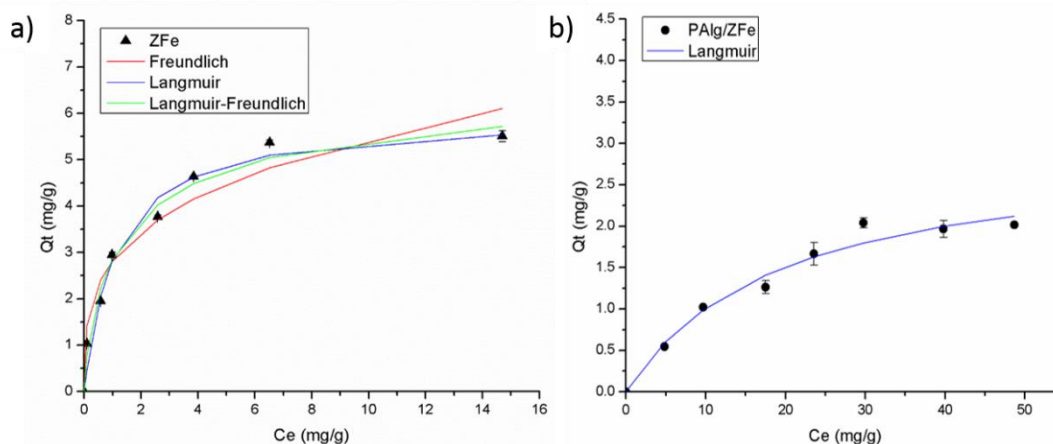 a)
ZFe
Freundlich
Langmuir
Langmuir-Freundlich
Qt (mg/g)
8
7
6
5
4
3
2
1
0
0 2 4 6 8 10 12 14 16
Ce (mg/g)
b)
PAlg/ZFe
Langmuir
Qt (mg/g)
4.5
4.0
3.5
3.0
2.5
2.0
1.5
1.0
0.5
0.0
0 10 20 30 40 50
Ce (mg/g)